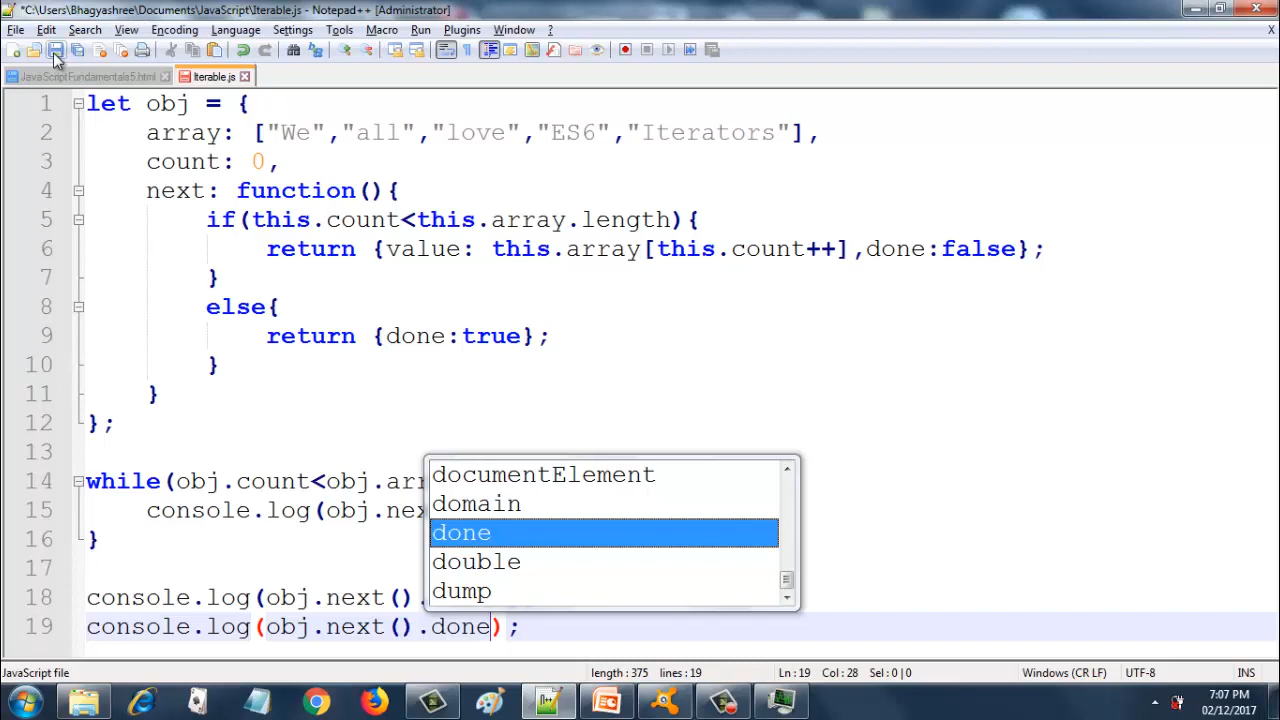 *C:\Users\Bhagyashree\Documents\JavaScript\Iterable.js - Notepad++ [Administrator]
File Edit Search View Encoding Language Settings Tools Macro Run Plugins Window ? X
JavaScriptFundamentals5.html Iterable.js
1 let obj = {
2 array: ["We","all","love","ES6","Iterators"],
3 count: 0,
4 next: function(){
5 if(this.count<this.array.length){
6 return {value: this.array[this.count++],done:false};
7 }
8 else{
9 return {done:true};
10 }
11 }
12 };
13
14 while(obj.count<obj.arr
15 console.log(obj.nex
16 }
17
18 console.log(obj.next().
19 console.log(obj.next().done);
documentElement
domain
done
double
dump
JavaScript file length : 375 lines : 19 Ln : 19 Col : 28 Sel : 0 | 0 Windows (CR LF) UTF-8 INS
7:07 PM
02/12/2017